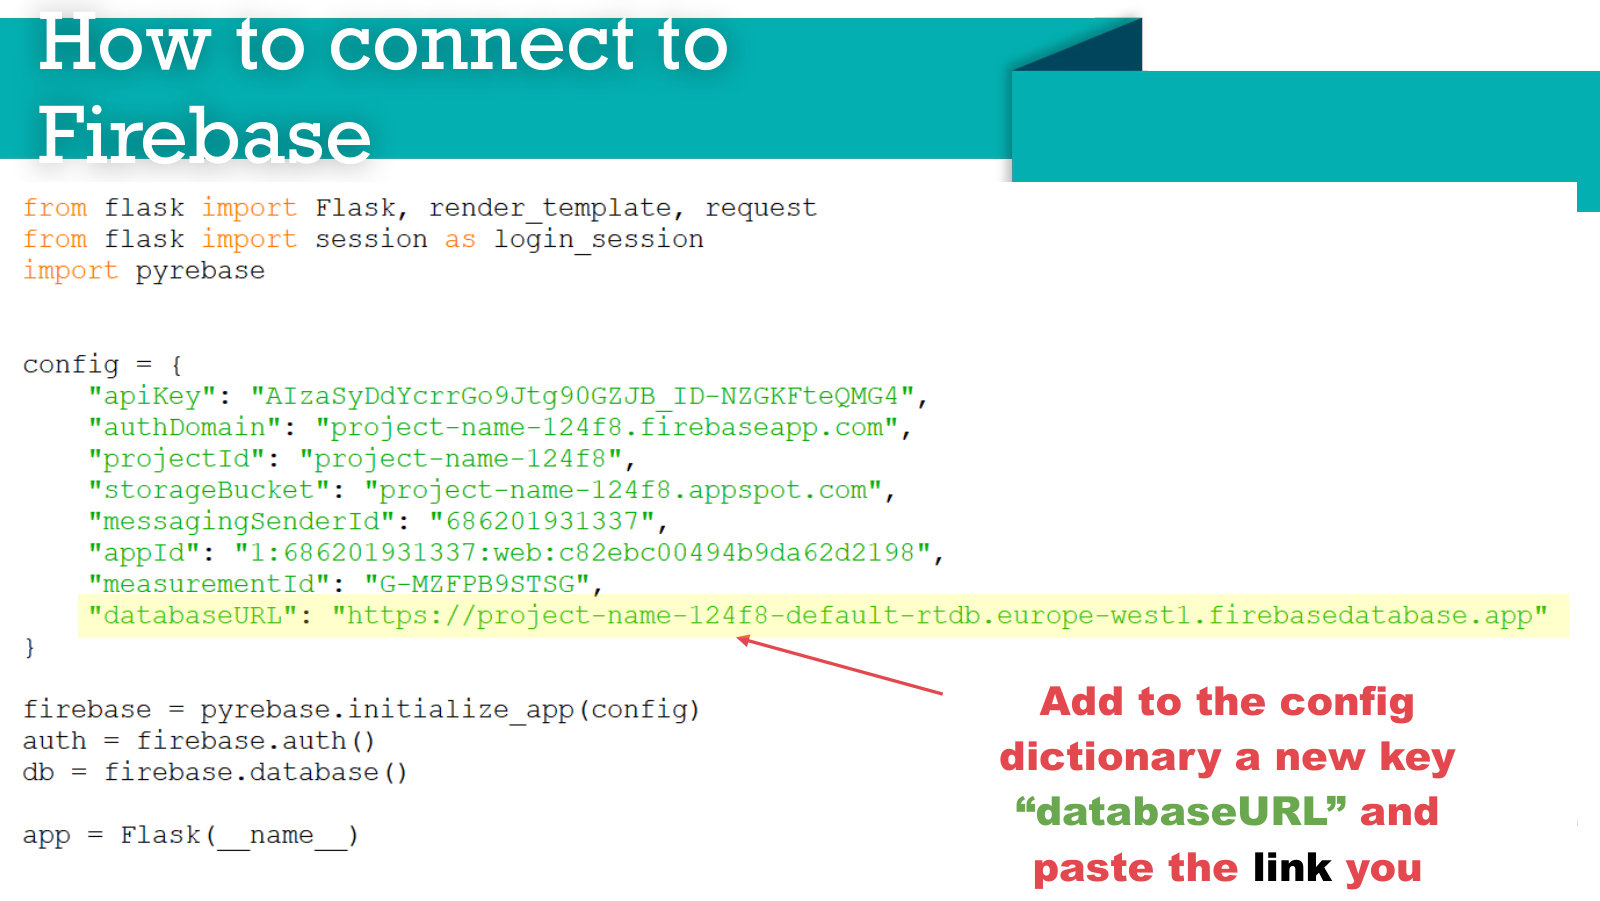 How to connect to
Firebase
from flask import Flask, render_template, request
from flask import session as login_session
import pyrebase
config = {
    "apiKey": "AIzaSyDdYcrrGo9Jtg90GZJB_ID-NZGKFteQMG4",
    "authDomain": "project-name-124f8.firebaseapp.com",
    "projectId": "project-name-124f8",
    "storageBucket": "project-name-124f8.appspot.com",
    "messagingSenderId": "686201931337",
    "appId": "1:686201931337:web:c82ebc00494b9da62d2198",
    "measurementId": "G-MZFPB9STSG",
    "databaseURL": "https://project-name-124f8-default-rtdb.europe-west1.firebasedatabase.app"
}
firebase = pyrebase.initialize_app(config)
auth = firebase.auth()
db = firebase.database()
app = Flask(__name__)
Add to the config
dictionary a new key
“databaseURL” and
paste the link you